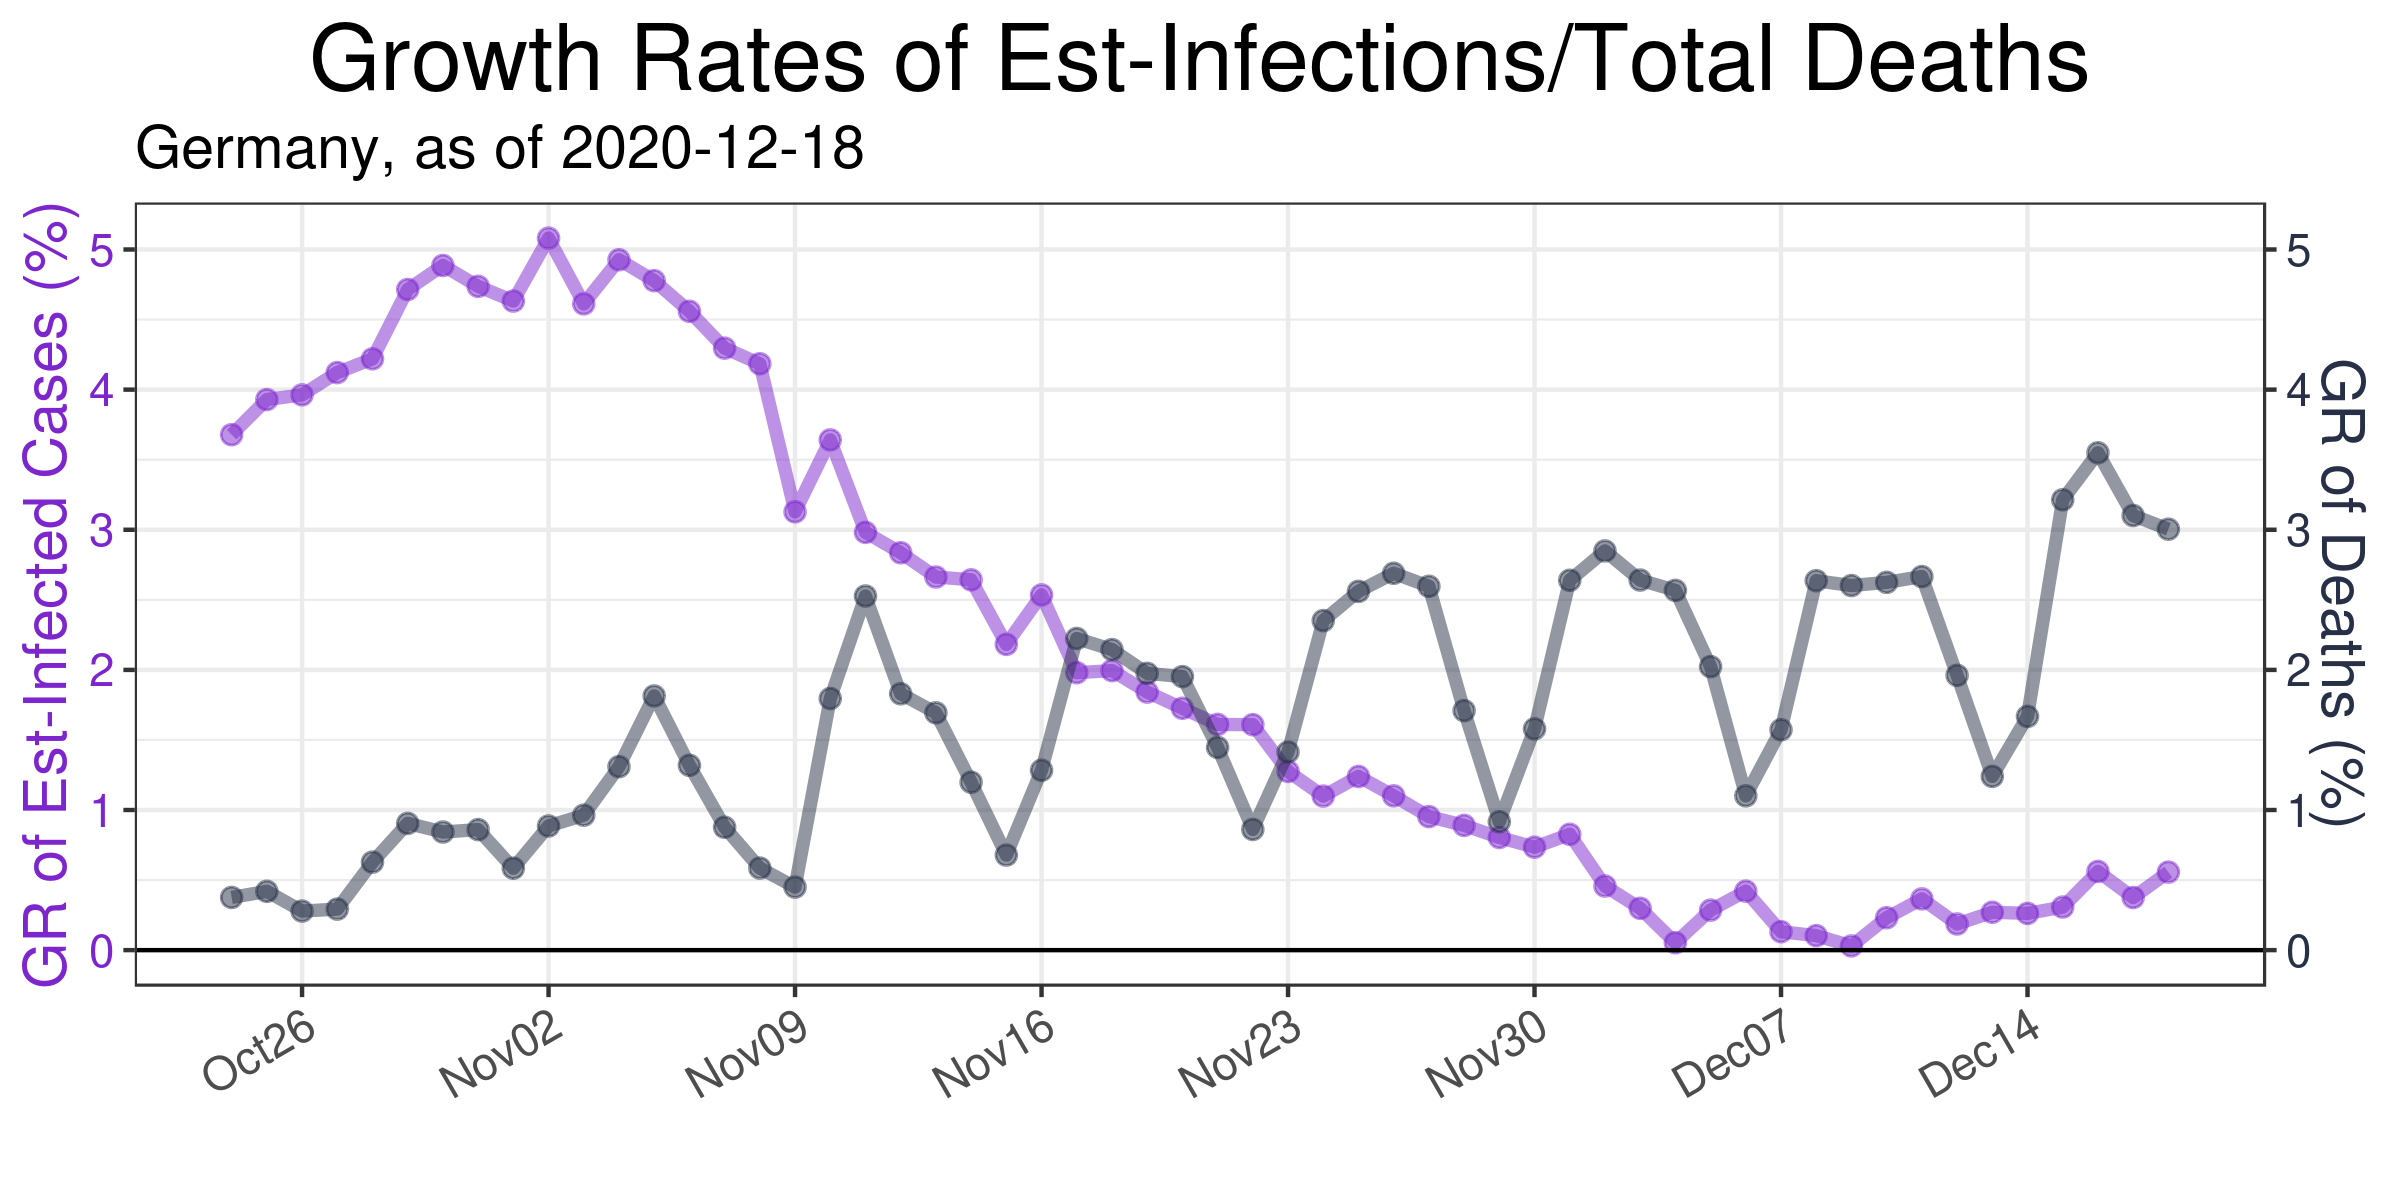 Growth Rates of Est-Infections/Total Deaths
Germany, as of 2020-12-18
GR of Est-Infected Cases (%)
5
4
3
2
1
0
5
4
3
2
1
0
GR of Deaths (%)
Oct26
Nov02
Nov09
Nov16
Nov23
Nov30
Dec07
Dec14